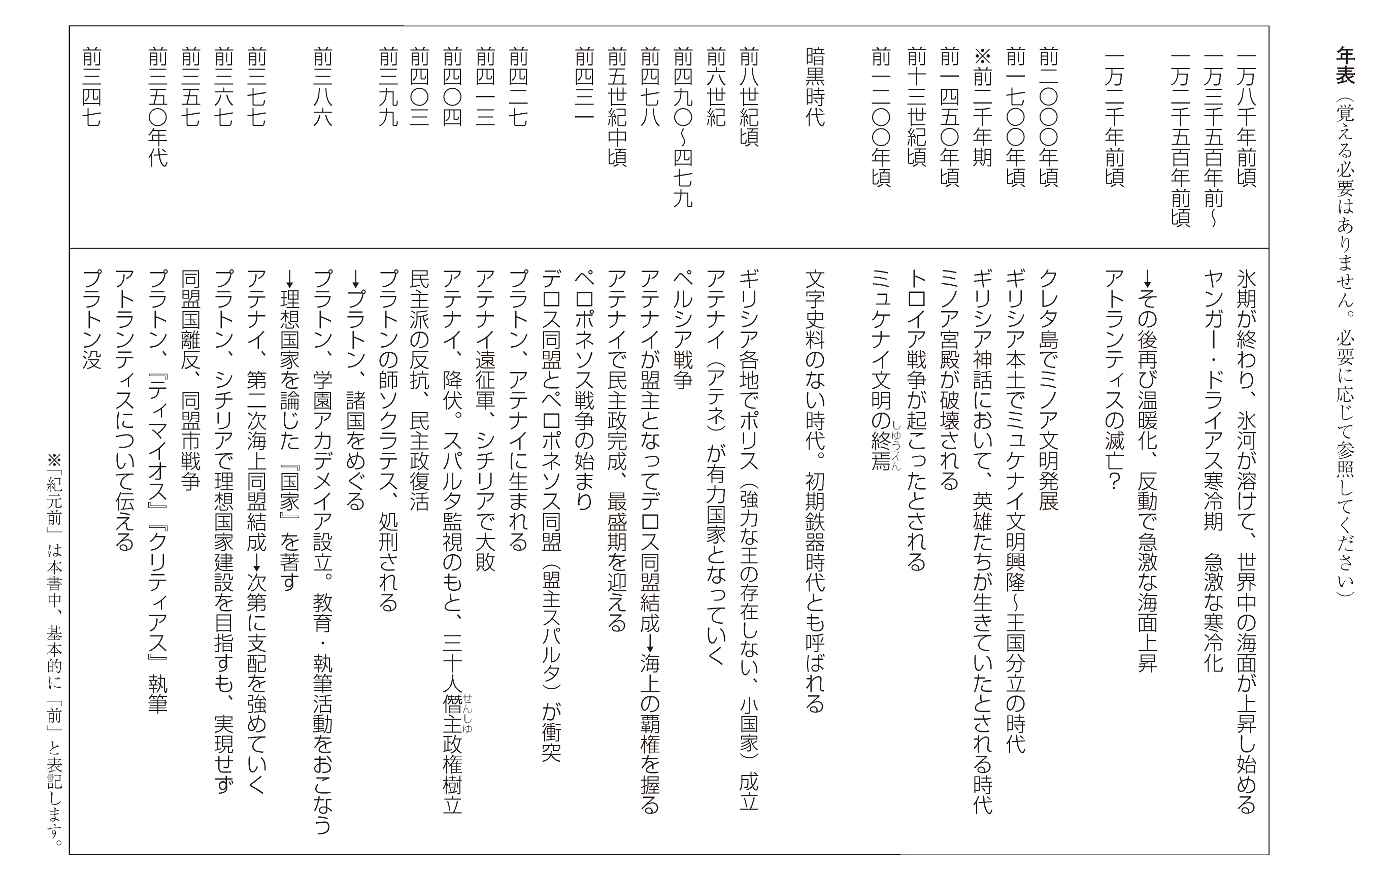 年表（覚える必要はありません。必要に応じて参照してください）
一万八千年前頃　氷期が終わり、氷河が溶けて、世界中の海面が上昇し始める
一万三千五百年前～　ヤンガー・ドライアス寒冷期　急激な寒冷化
一万二千五百年前頃
→その後再び温暖化、反動で急激な海面上昇
一万二千年前頃　アトランティスの滅亡？
前二〇〇〇年頃　クレタ島でミノア文明発展
前一七〇〇年頃　ギリシア本土でミュケナイ文明興隆～王国分立の時代
※前二千年期　ギリシア神話において、英雄たちが生きていたとされる時代
前一四五〇年頃　ミノア宮殿が破壊される
前十三世紀頃　トロイア戦争が起こったとされる
前一二〇〇年頃　ミュケナイ文明の終焉
しゅうえん
暗黒時代　文字史料のない時代。初期鉄器時代とも呼ばれる
前八世紀頃　ギリシア各地でポリス（強力な王の存在しない、小国家）成立
前六世紀　アテナイ（アテネ）が有力国家となっていく
前四九〇～四七九　ペルシア戦争
前四七八　アテナイが盟主となってデロス同盟結成→海上の覇権を握る
前五世紀中頃　アテナイで民主政完成、最盛期を迎える
前四三一　ペロポネソス戦争の始まり
デロス同盟とペロポネソス同盟（盟主スパルタ）が衝突
前四二七　プラトン、アテナイに生まれる
前四一三　アテナイ遠征軍、シチリアで大敗
前四〇四　アテナイ、降伏。スパルタ監視のもと、三十人僭主政権樹立
せんしゅ
前四〇三　民主派の反抗、民主政復活
前三九九　プラトンの師ソクラテス、処刑される
→プラトン、諸国をめぐる
前三八六　プラトン、学園アカデメイア設立。教育・執筆活動をおこなう
→理想国家を論じた『国家』を著す
前三七七　アテナイ、第二次海上同盟結成→次第に支配を強めていく
前三六七　プラトン、シチリアで理想国家建設を目指すも、実現せず
前三五七　同盟国離反、同盟市戦争
前三五〇年代　プラトン、『ティマイオス』『クリティアス』執筆
アトランティスについて伝える
前三四七　プラトン没
※「紀元前」は本書中、基本的に「前」と表記します。